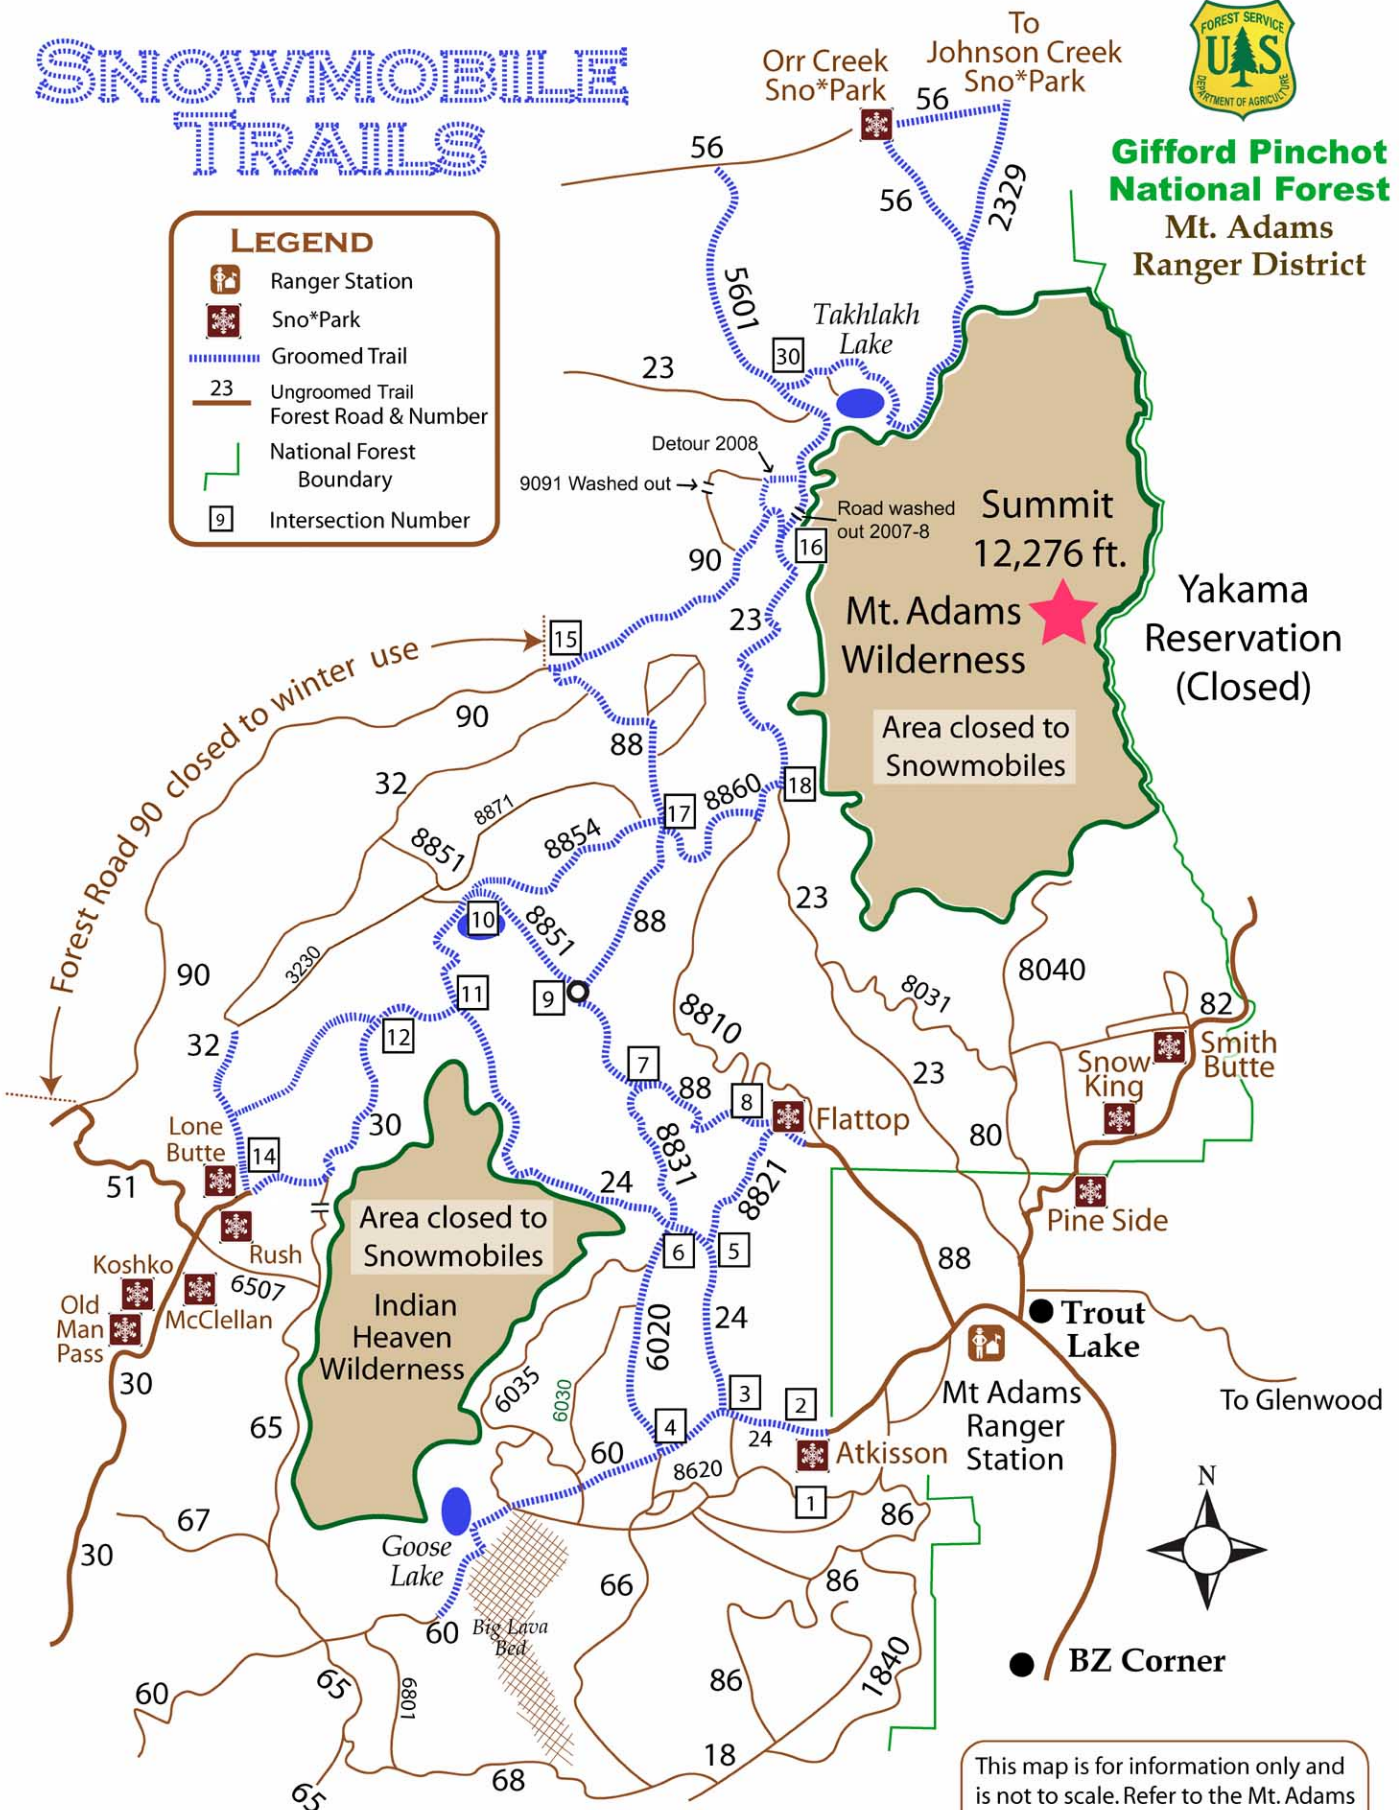 SNOWMOBILE
TRAILS
Orr Creek
Sno*Park
To
Johnson Creek
Sno*Park
FOREST SERVICE
U S
DEPARTMENT OF AGRICULTURE
Gifford Pinchot
National Forest
Mt. Adams
Ranger District
LEGEND
Ranger Station
Sno*Park
Groomed Trail
23
Ungroomed Trail
Forest Road & Number
National Forest
Boundary
9
Intersection Number
56
56
56
2329
5601
30
Takhlakh
Lake
23
Detour 2008
9091 Washed out
Road washed
out 2007-8
16
90
23
Summit
12,276 ft.
Mt. Adams
Wilderness
Area closed to
Snowmobiles
Yakama
Reservation
(Closed)
Forest Road 90 closed to winter use
15
90
88
32
8871
8851
8854
17
8860
18
23
10
8851
88
90
3230
11
9
8810
8031
8040
82
32
12
7
88
8
Flattop
23
Snow
King
Smith
Butte
Lone
Butte
14
30
8831
8821
80
51
24
Pine Side
Area closed to
Snowmobiles
6
5
88
Rush
Koshko
6507
McClellan
Old
Man
Pass
Indian
Heaven
Wilderness
6020
24
Trout
Lake
30
65
6035
6030
3
2
Mt Adams
Ranger
Station
To Glenwood
4
24
Atkisson
60
8620
1
86
N
67
30
Goose
Lake
66
86
60
Big Lava
Bed
BZ Corner
60
65
6801
86
1840
18
68
65
This map is for information only and
is not to scale. Refer to the Mt. Adams